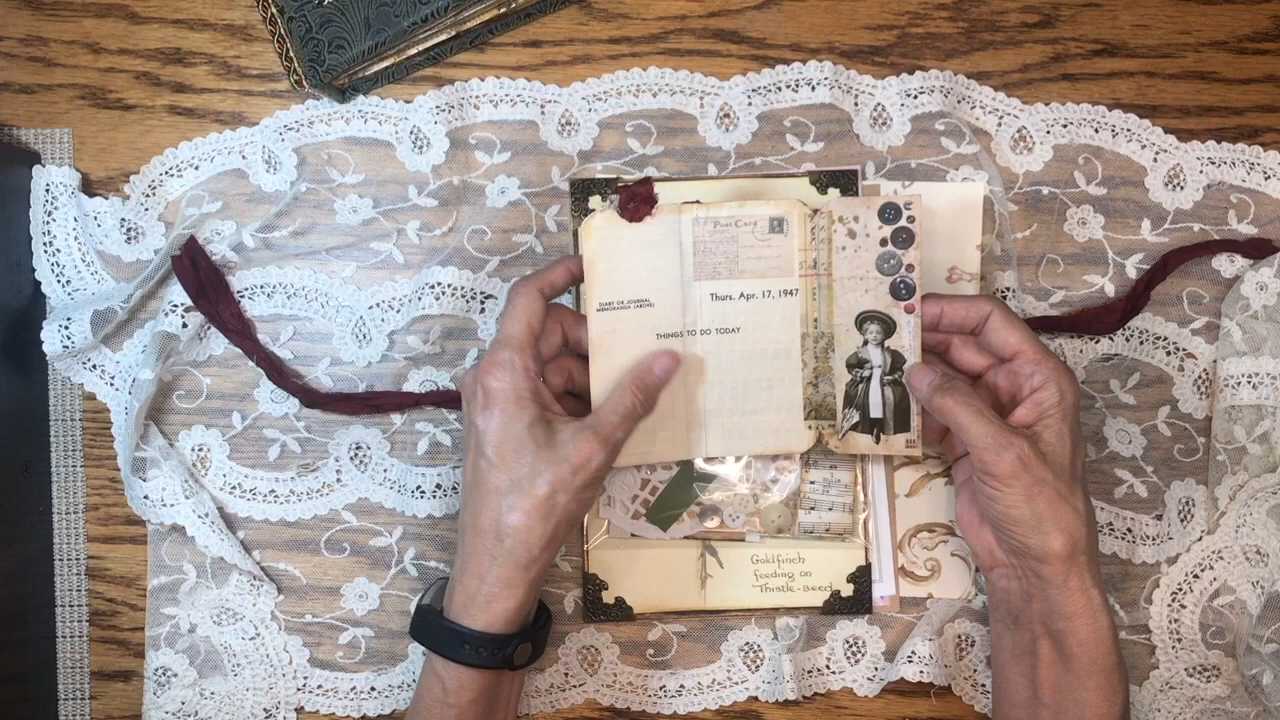 Post Card
Thurs. Apr. 17, 1947
DIARY OR JOURNAL
MEMORANDA (ABOVE)
THINGS TO DO TODAY
Goldfinch
feeding on
Thistle-seed